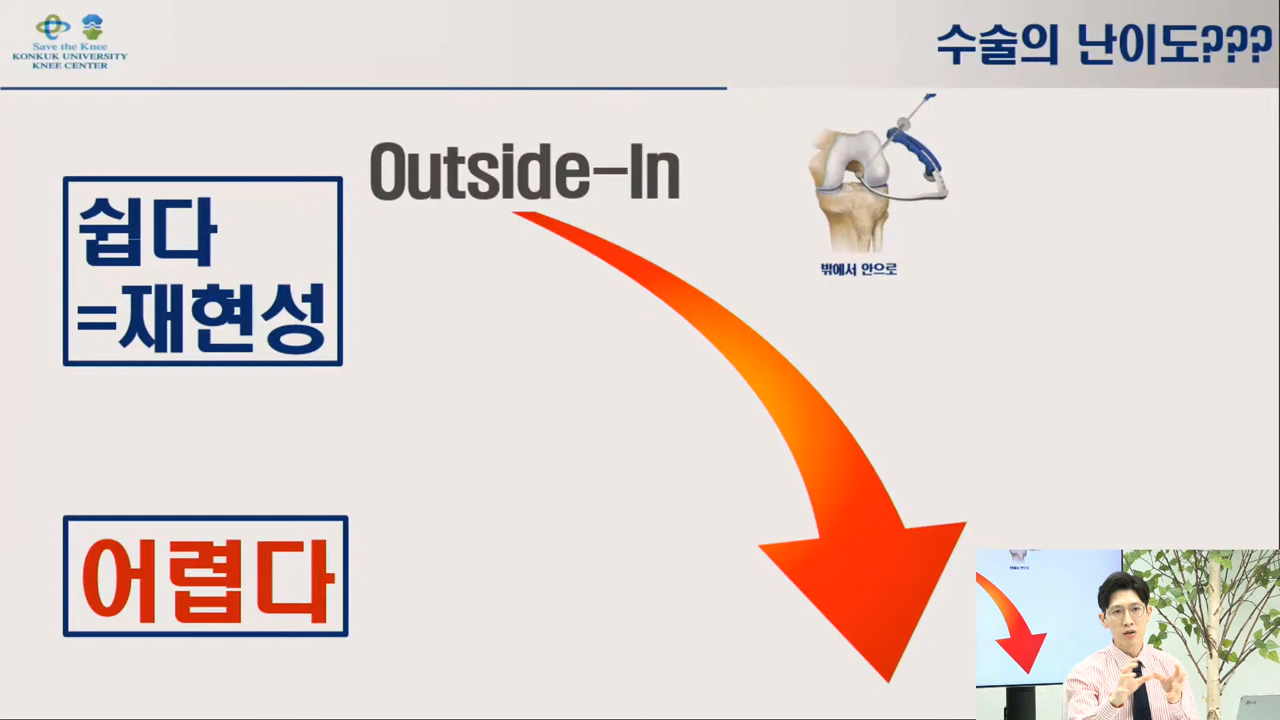 Save the Knee
KONKUK UNIVERSITY
KNEE CENTER
수술의 난이도???
Outside-In
쉽다
=재현성
밖에서 안으로
어렵다